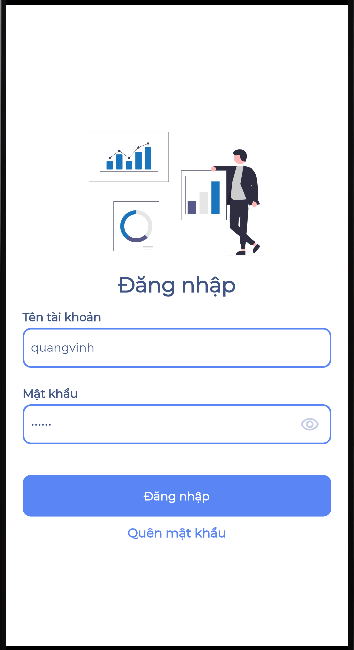 Đăng nhập
Tên tài khoản
quangvinh
Mật khẩu
••••••
Đăng nhập
Quên mật khẩu